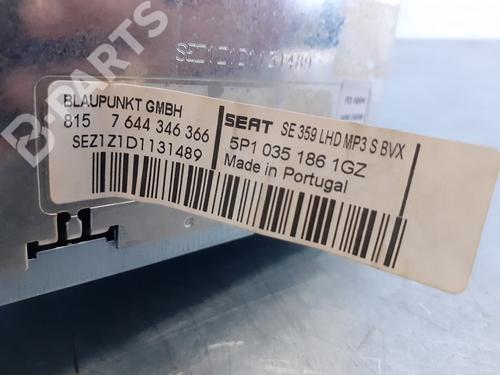 B-PARTS
SEZ1Z1D1131489
BLAUPUNKT GMBH
815 7 644 346 366
SEZ1Z1D1131489
SEAT SE 359 LHD MP3 S BVX
5P1 035 186 1GZ
Made in Portugal